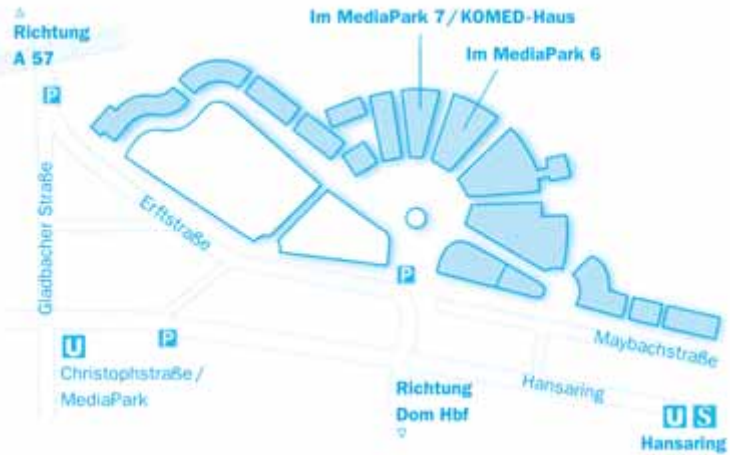 Im MediaPark 7/KOMED-Haus
Richtung
A 57
Im MediaPark 6
P
Gladbacher Straße
Erftstraße
P
P
U
Christophstraße/
MediaPark
Maybachstraße
Hansaring
Richtung
Dom Hbf
U S
Hansaring